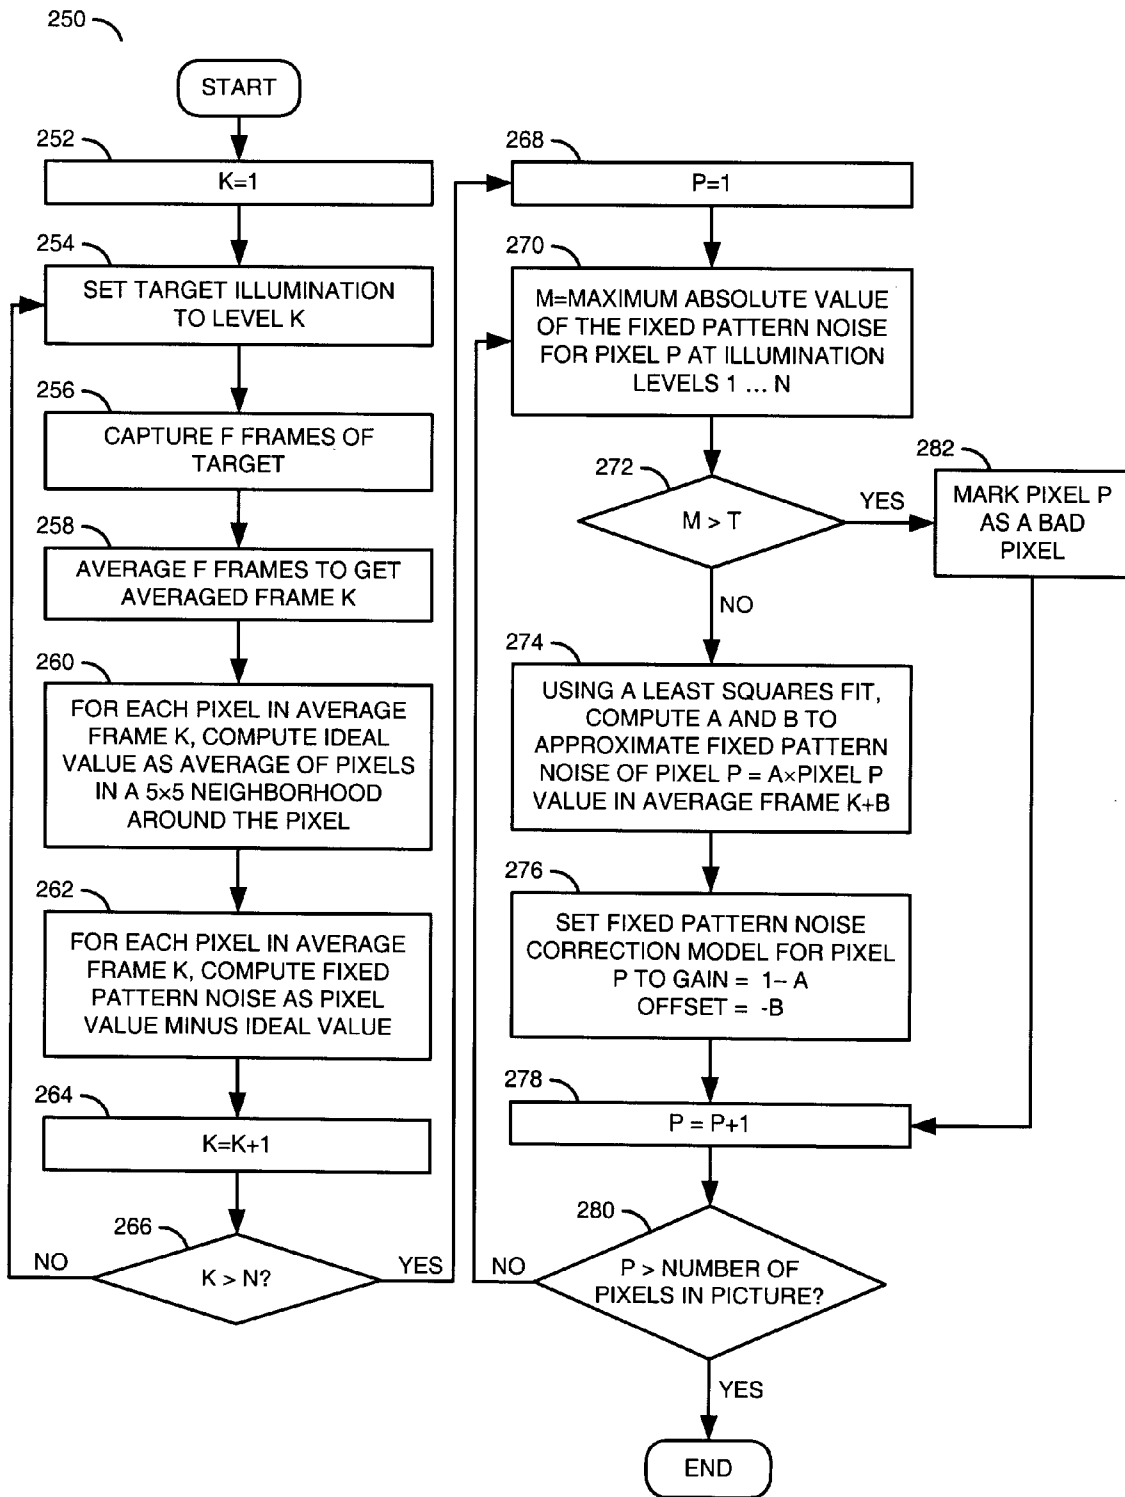 250
START
252
K=1
254
SET TARGET ILLUMINATION
TO LEVEL K
256
CAPTURE F FRAMES OF
TARGET
258
AVERAGE F FRAMES TO GET
AVERAGED FRAME K
260
FOR EACH PIXEL IN AVERAGE
FRAME K, COMPUTE IDEAL
VALUE AS AVERAGE OF PIXELS
IN A 5×5 NEIGHBORHOOD
AROUND THE PIXEL
262
FOR EACH PIXEL IN AVERAGE
FRAME K, COMPUTE FIXED
PATTERN NOISE AS PIXEL
VALUE MINUS IDEAL VALUE
264
K=K+1
266
K > N?
NO
YES
268
P=1
270
M=MAXIMUM ABSOLUTE VALUE
OF THE FIXED PATTERN NOISE
FOR PIXEL P AT ILLUMINATION
LEVELS 1 ... N
272
M > T
YES
NO
282
MARK PIXEL P
AS A BAD
PIXEL
274
USING A LEAST SQUARES FIT,
COMPUTE A AND B TO
APPROXIMATE FIXED PATTERN
NOISE OF PIXEL P = A×PIXEL P
VALUE IN AVERAGE FRAME K+B
276
SET FIXED PATTERN NOISE
CORRECTION MODEL FOR PIXEL
P TO GAIN = 1– A
OFFSET = -B
278
P = P+1
280
P > NUMBER OF
PIXELS IN PICTURE?
NO
YES
END